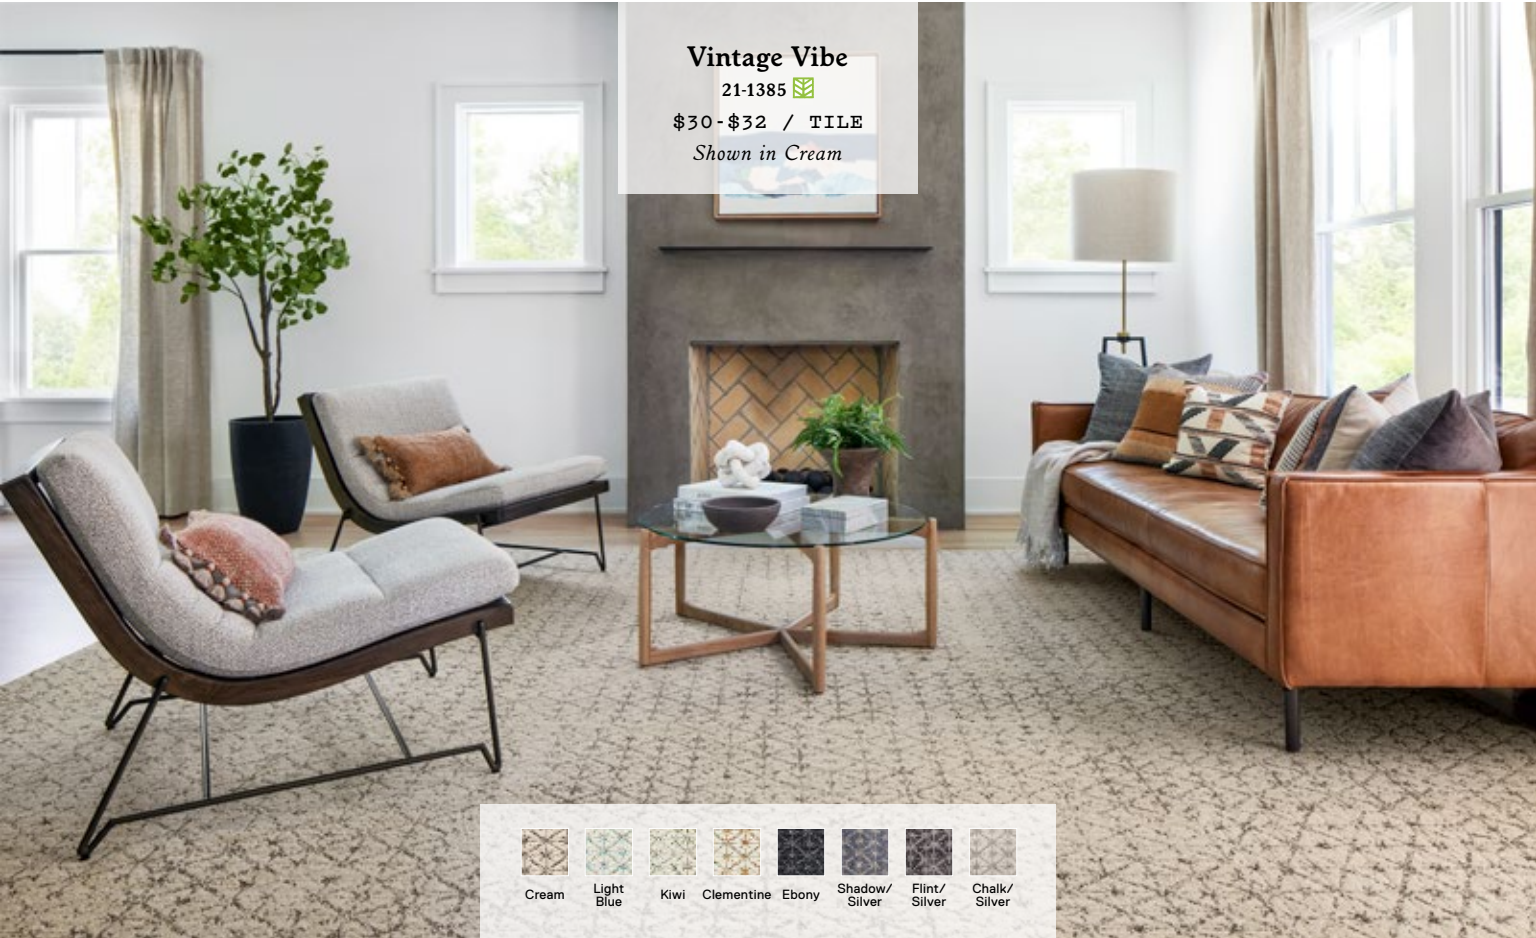 Vintage Vibe
21-1385
$30-$32 / TILE
Shown in Cream
Cream
Light
Blue
Kiwi
Clementine
Ebony
Shadow/
Silver
Flint/
Silver
Chalk/
Silver